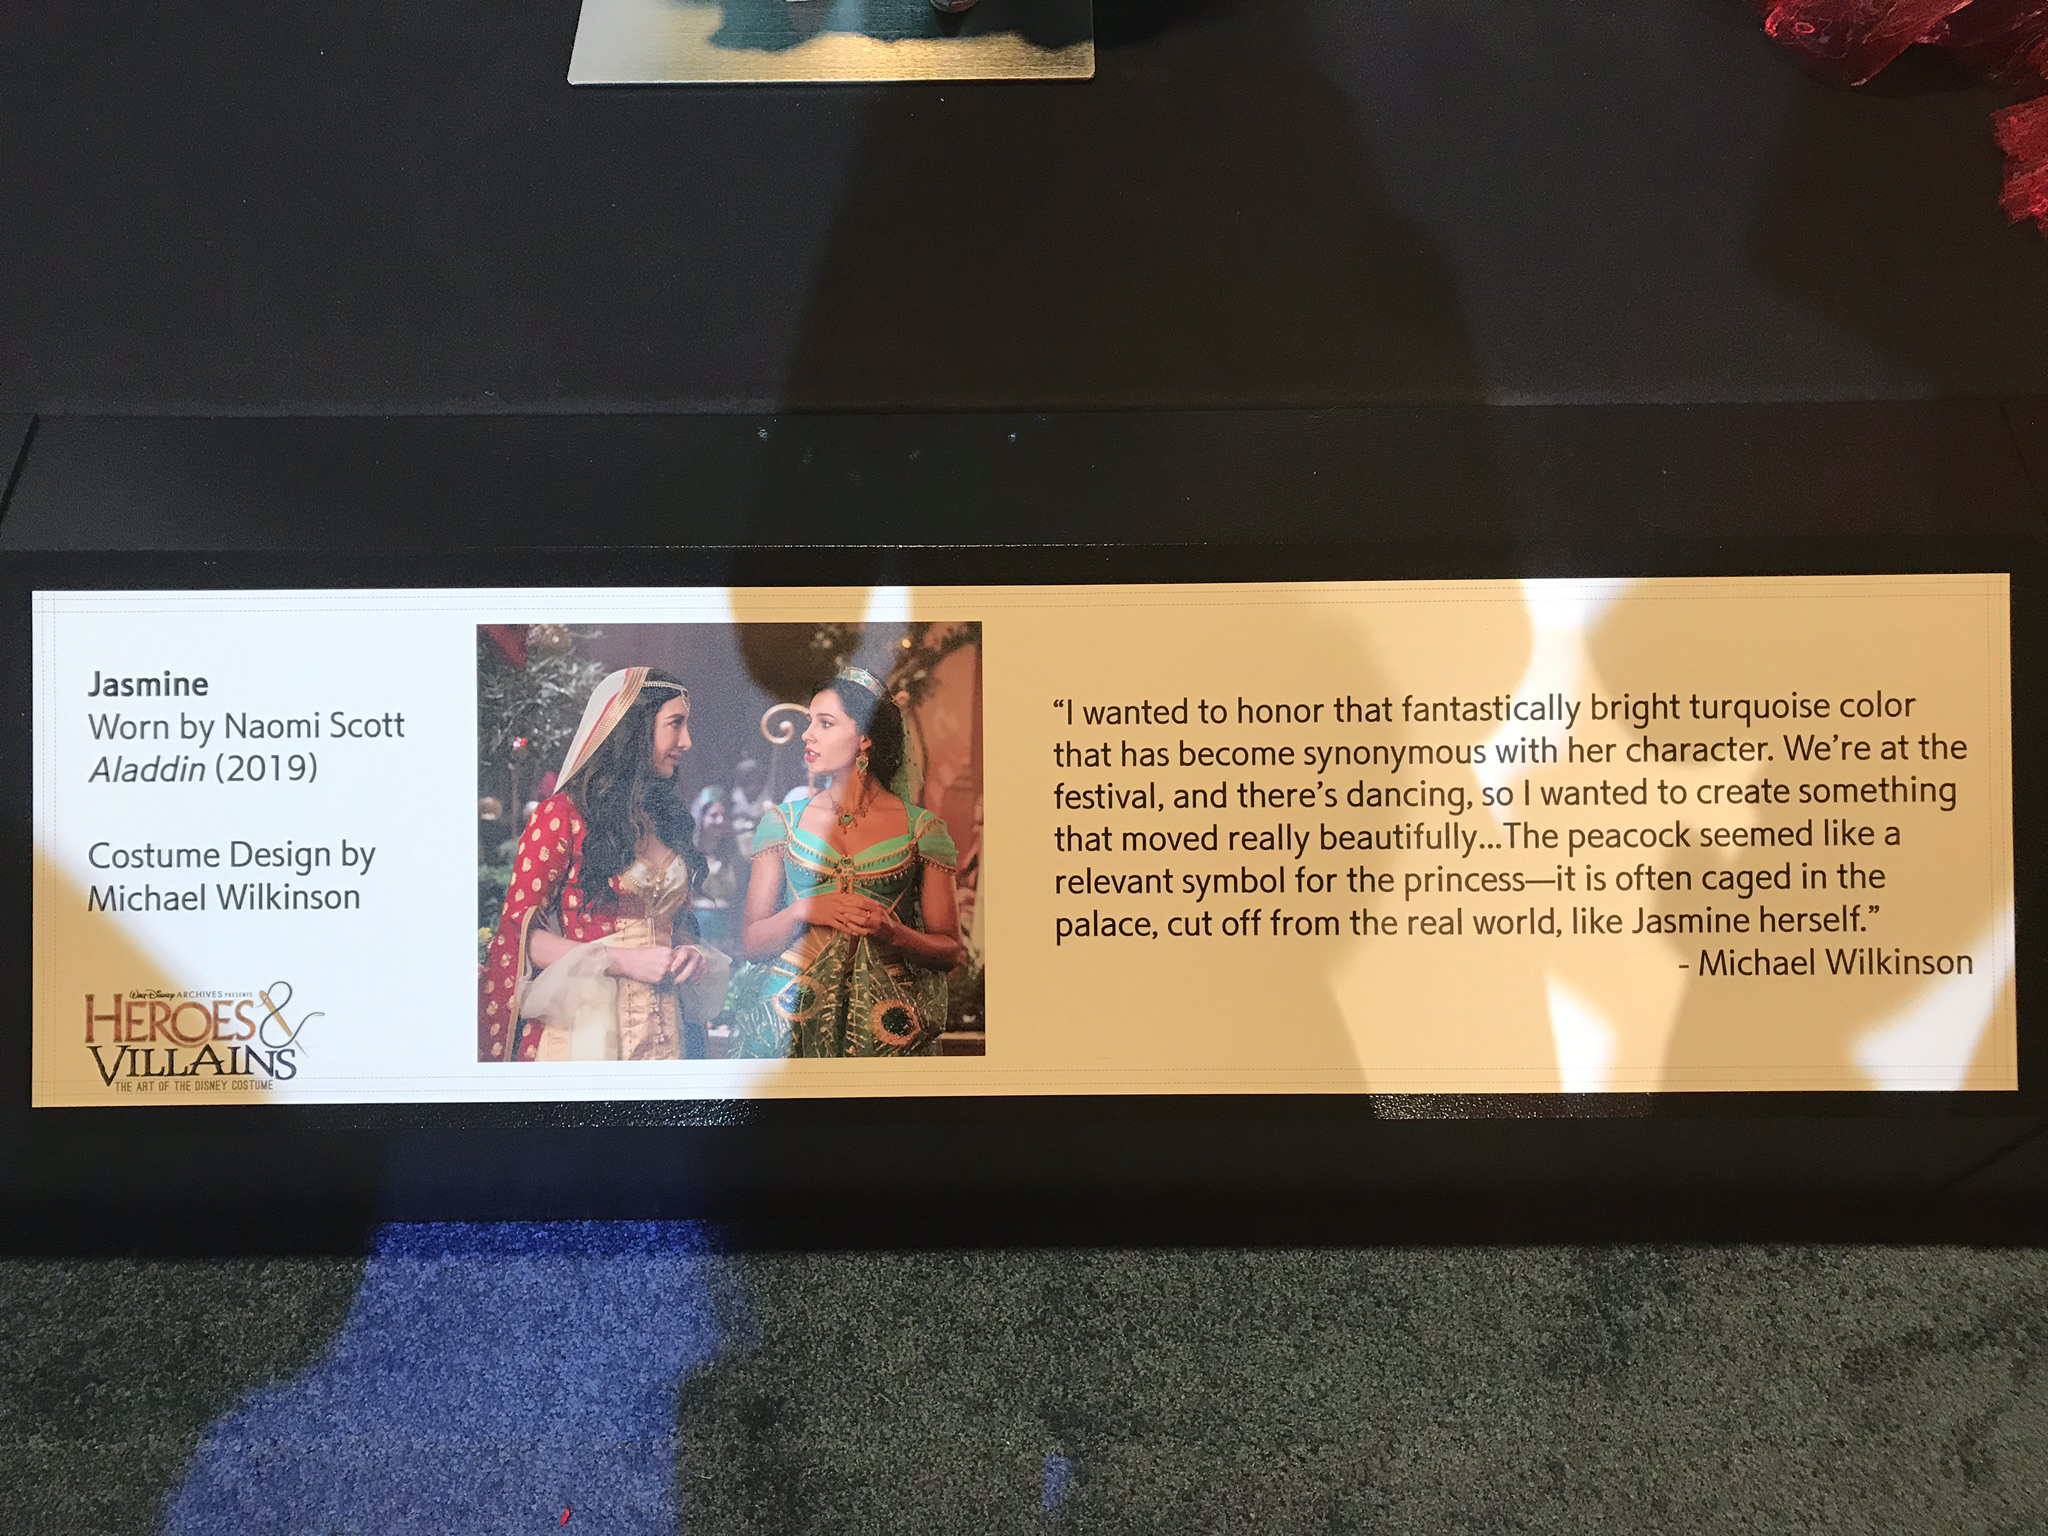 Jasmine
Worn by Naomi Scott
Aladdin (2019)
Costume Design by
Michael Wilkinson
Walt Disney ARCHIVES PRESENTS
HEROES &
VILLAINS
THE ART OF THE DISNEY COSTUME
“I wanted to honor that fantastically bright turquoise color
that has become synonymous with her character. We’re at the
festival, and there’s dancing, so I wanted to create something
that moved really beautifully...The peacock seemed like a
relevant symbol for the princess—it is often caged in the
palace, cut off from the real world, like Jasmine herself.”
- Michael Wilkinson